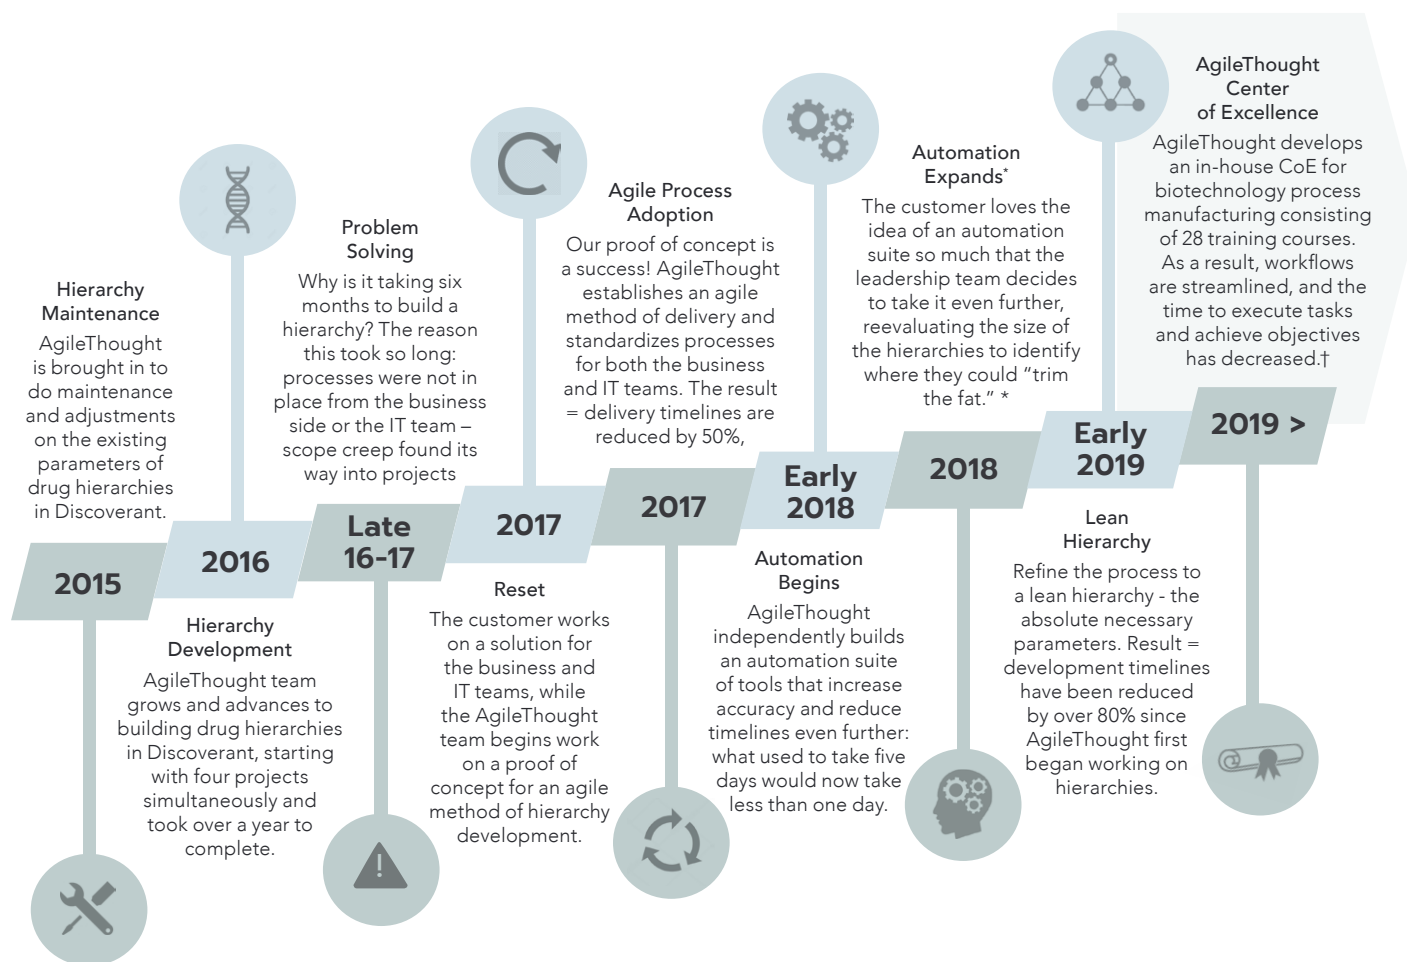 Hierarchy
Maintenance
AgileThought
is brought in to
do maintenance
and adjustments
on the existing
parameters of
drug hierarchies
in Discoverant.
2015
2016
Hierarchy
Development
AgileThought team
grows and advances to
building drug hierarchies
in Discoverant, starting
with four projects
simultaneously and
took over a year to
complete.
Problem
Solving
Why is it taking six
months to build a
hierarchy? The reason
this took so long:
processes were not in
place from the business
side or the IT team –
scope creep found its
way into projects
Late
16-17
2017
Reset
The customer works
on a solution for
the business and
IT teams, while
the AgileThought
team begins work
on a proof of
concept for an agile
method of hierarchy
development.
Agile Process
Adoption
Our proof of concept is
a success! AgileThought
establishes an agile
method of delivery and
standardizes processes
for both the business
and IT teams. The result
= delivery timelines are
reduced by 50%,
2017
Early
2018
Automation
Begins
AgileThought
independently builds
an automation suite
of tools that increase
accuracy and reduce
timelines even further:
what used to take five
days would now take
less than one day.
Automation
Expands*
The customer loves the
idea of an automation
suite so much that the
leadership team decides
to take it even further,
reevaluating the size of
the hierarchies to identify
where they could “trim
the fat.” *
2018
Early
2019
Lean
Hierarchy
Refine the process to
a lean hierarchy - the
absolute necessary
parameters. Result =
development timelines
have been reduced
by over 80% since
AgileThought first
began working on
hierarchies.
AgileThought
Center
of Excellence
AgileThought develops
an in-house CoE for
biotechnology process
manufacturing consisting
of 28 training courses.
As a result, workflows
are streamlined, and the
time to execute tasks
and achieve objectives
has decreased.†
2019 >